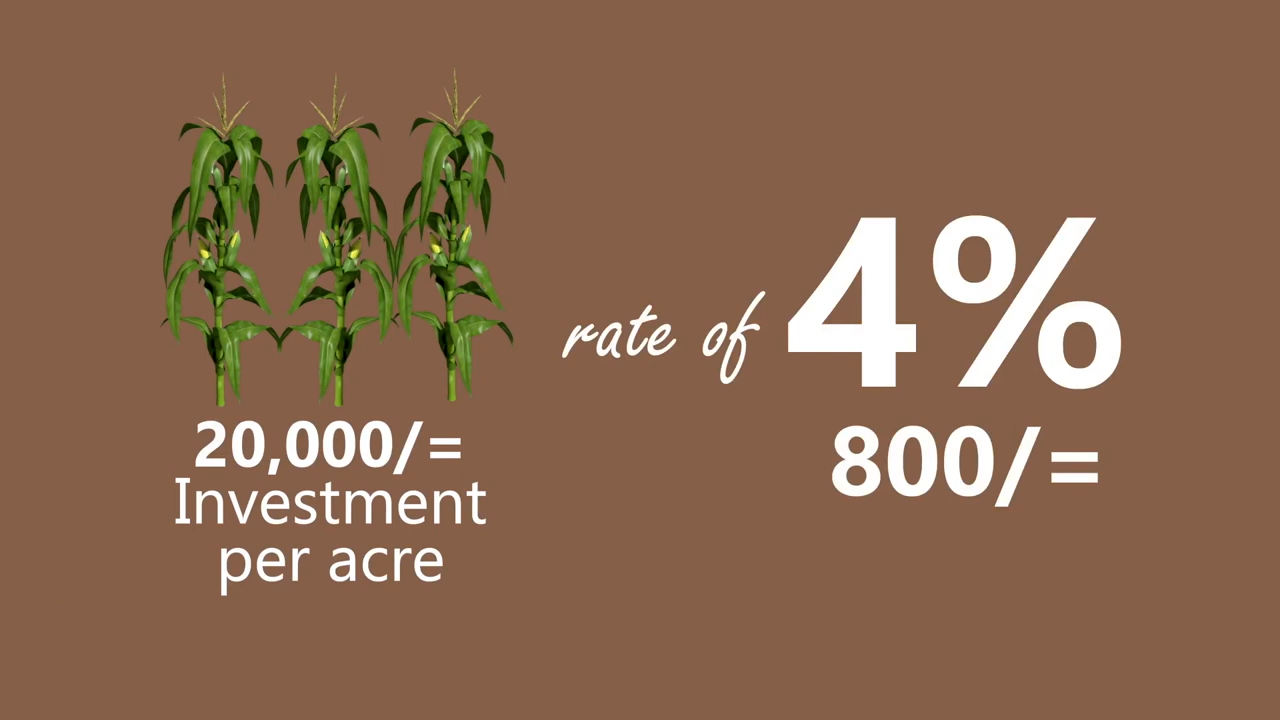 20,000/=
Investment
per acre
rate of 4%
800/=